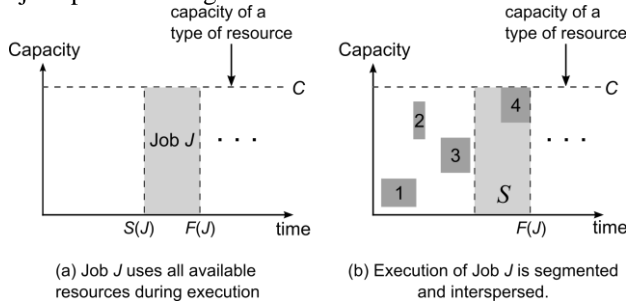 capacity of a
type of resource
Capacity
C
Job J
. . .
S(J)
F(J)
time
(a) Job J uses all available
resources during execution
capacity of a
type of resource
Capacity
C
4
2
3
. . .
1
S
F(J)
time
(b) Execution of Job J is segmented
and interspersed.